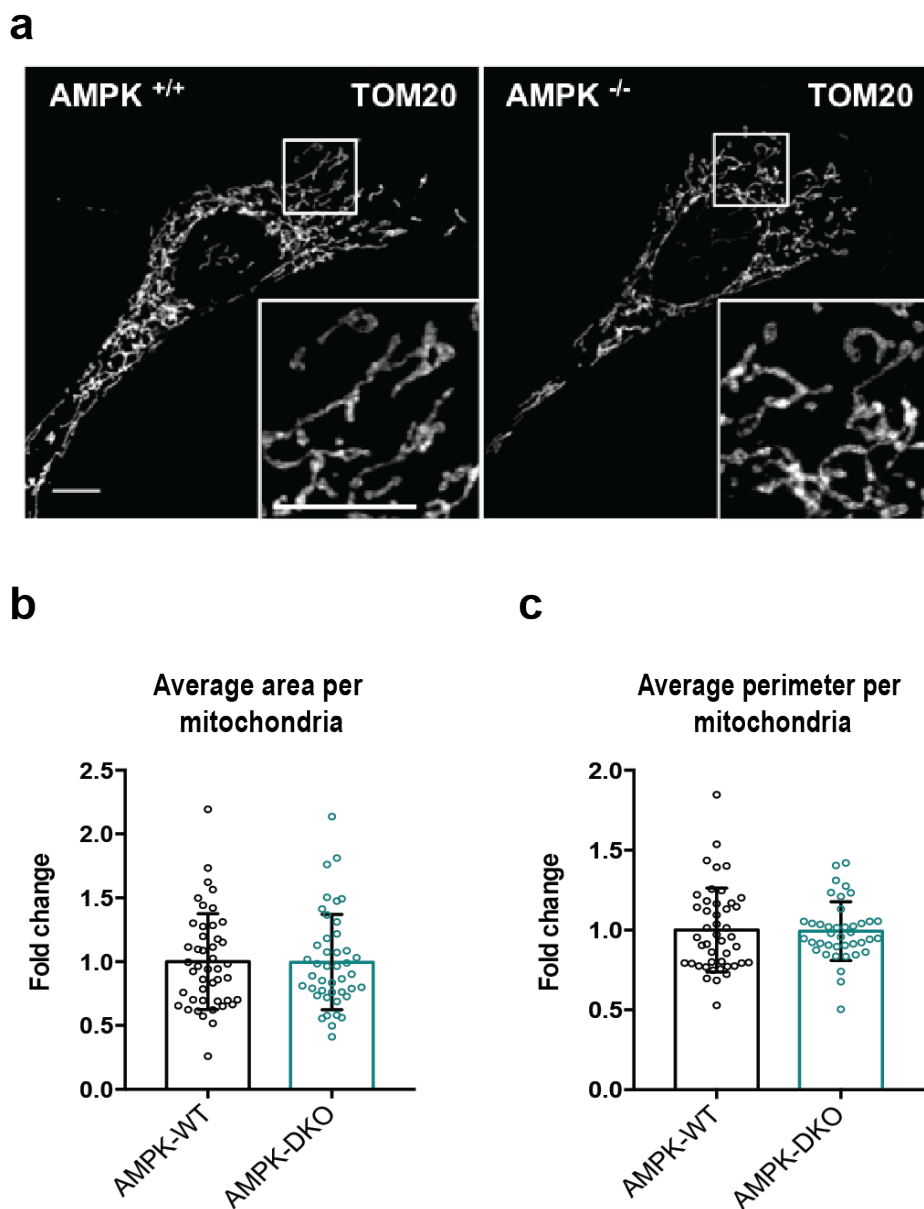 a
AMPK +/+ TOM20
AMPK -/- TOM20
b
c
Average area per
mitochondria
Fold change
2.5
2.0
1.5
1.0
0.5
0.0
AMPK-WT
AMPK-DKO
Average perimeter per
mitochondria
Fold change
2.0
1.5
1.0
0.5
0.0
AMPK-WT
AMPK-DKO